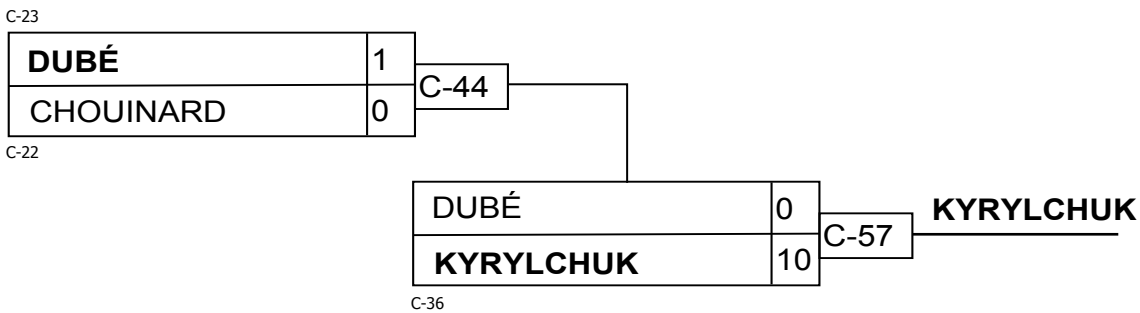 C-23
DUBÉ 1
C-44
CHOUINARD 0
C-22
DUBÉ 0
KYRYLCHUK
C-57
KYRYLCHUK 10
C-36